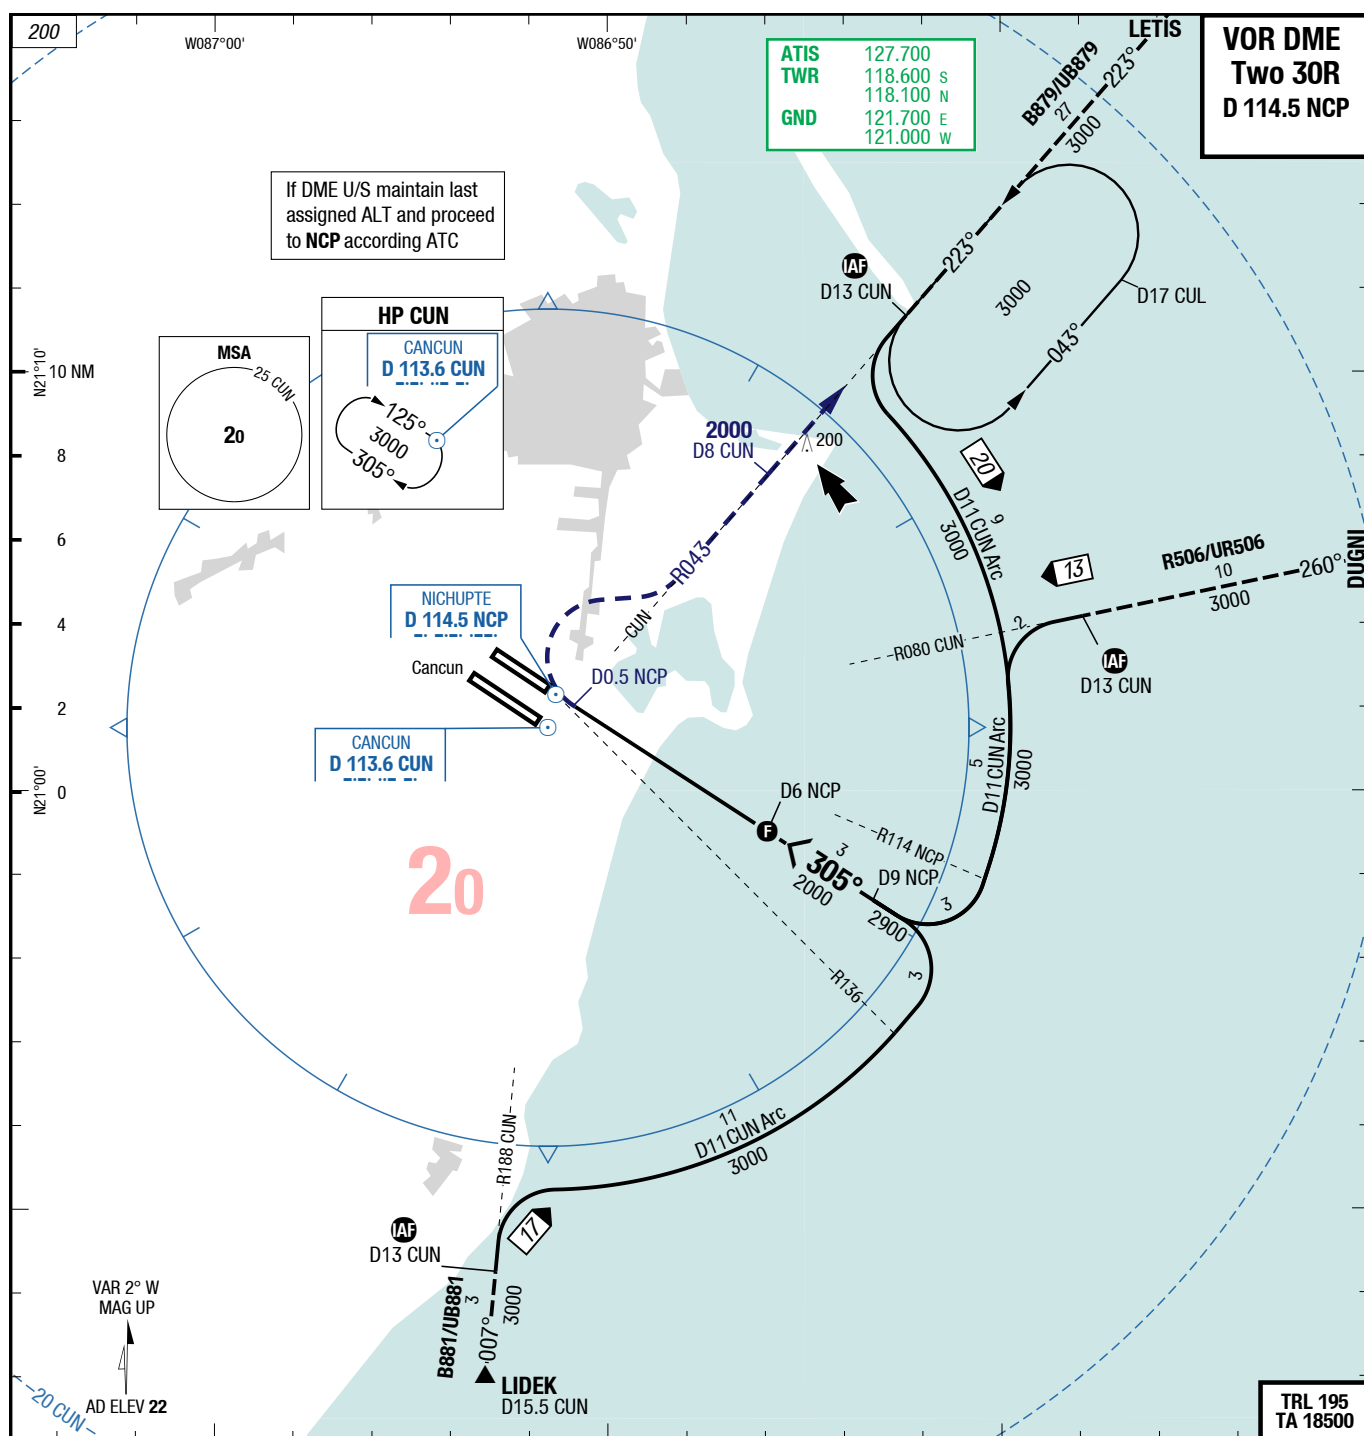 200
W087°00'
W086°50'
LETIS
VOR DME
Two 30R
D 114.5 NCP
ATIS 127.700
TWR 118.600 S
118.100 N
GND 121.700 E
121.000 W
B879/UB879
27
3000
223°
If DME U/S maintain last
assigned ALT and proceed
to NCP according ATC
223°
IAF
D13 CUN
3000
043°
D17 CUL
HP CUN
CANCUN
D 113.6 CUN
125°
3000
305°
MSA
25 CUN
20
N21°10'
10 NM
8
6
4
2
0
N21°00'
2000
D8 CUN
200
R043
CUN
20
9
D11 CUN Arc
3000
R506/UR506
10
3000
260°
DUGNI
13
2
R080 CUN
IAF
D13 CUN
NICHUPTE
D 114.5 NCP
Cancun
D0.5 NCP
CANCUN
D 113.6 CUN
5
D11 CUN Arc
3000
D6 NCP
F
R114 NCP
3
305°
2000
D9 NCP
2900
3
3
20
R136
11
D11 CUN Arc
3000
R188 CUN
17
IAF
D13 CUN
B881/UB881
3
007°
3000
LIDEK
D15.5 CUN
VAR 2° W
MAG UP
AD ELEV 22
20 CUN
TRL 195
TA 18500